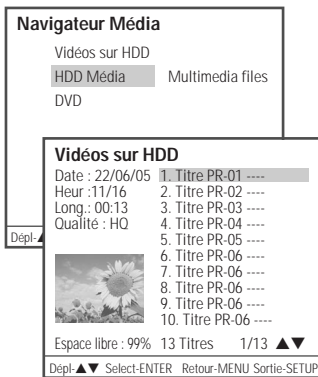 Navigateur Média
Vidéos sur HDD
HDD Média Multimedia files
DVD
Dépl-▲
Vidéos sur HDD
Date : 22/06/05
Heur :11/16
Long.: 00:13
Qualité : HQ
1. Titre PR-01 ----
2. Titre PR-02 ----
3. Titre PR-03 ----
4. Titre PR-04 ----
5. Titre PR-05 ----
6. Titre PR-06 ----
7. Titre PR-06 ----
8. Titre PR-06 ----
9. Titre PR-06 ----
10. Titre PR-06 ----
Espace libre : 99% 13 Titres 1/13 ▲▼
Dépl-▲▼ Select-ENTER Retour-MENU Sortie-SETUP